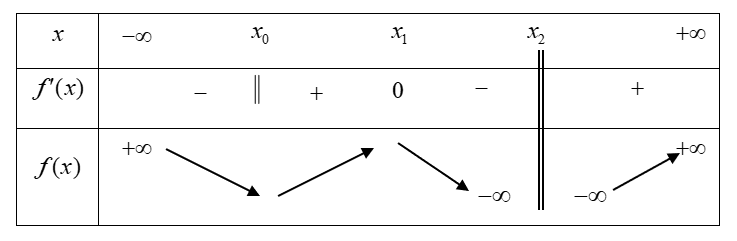 x −∞ x₀ x₁ x₂ +∞
f′(x) − || + 0 − +
+∞ +∞
f(x)
−∞ −∞